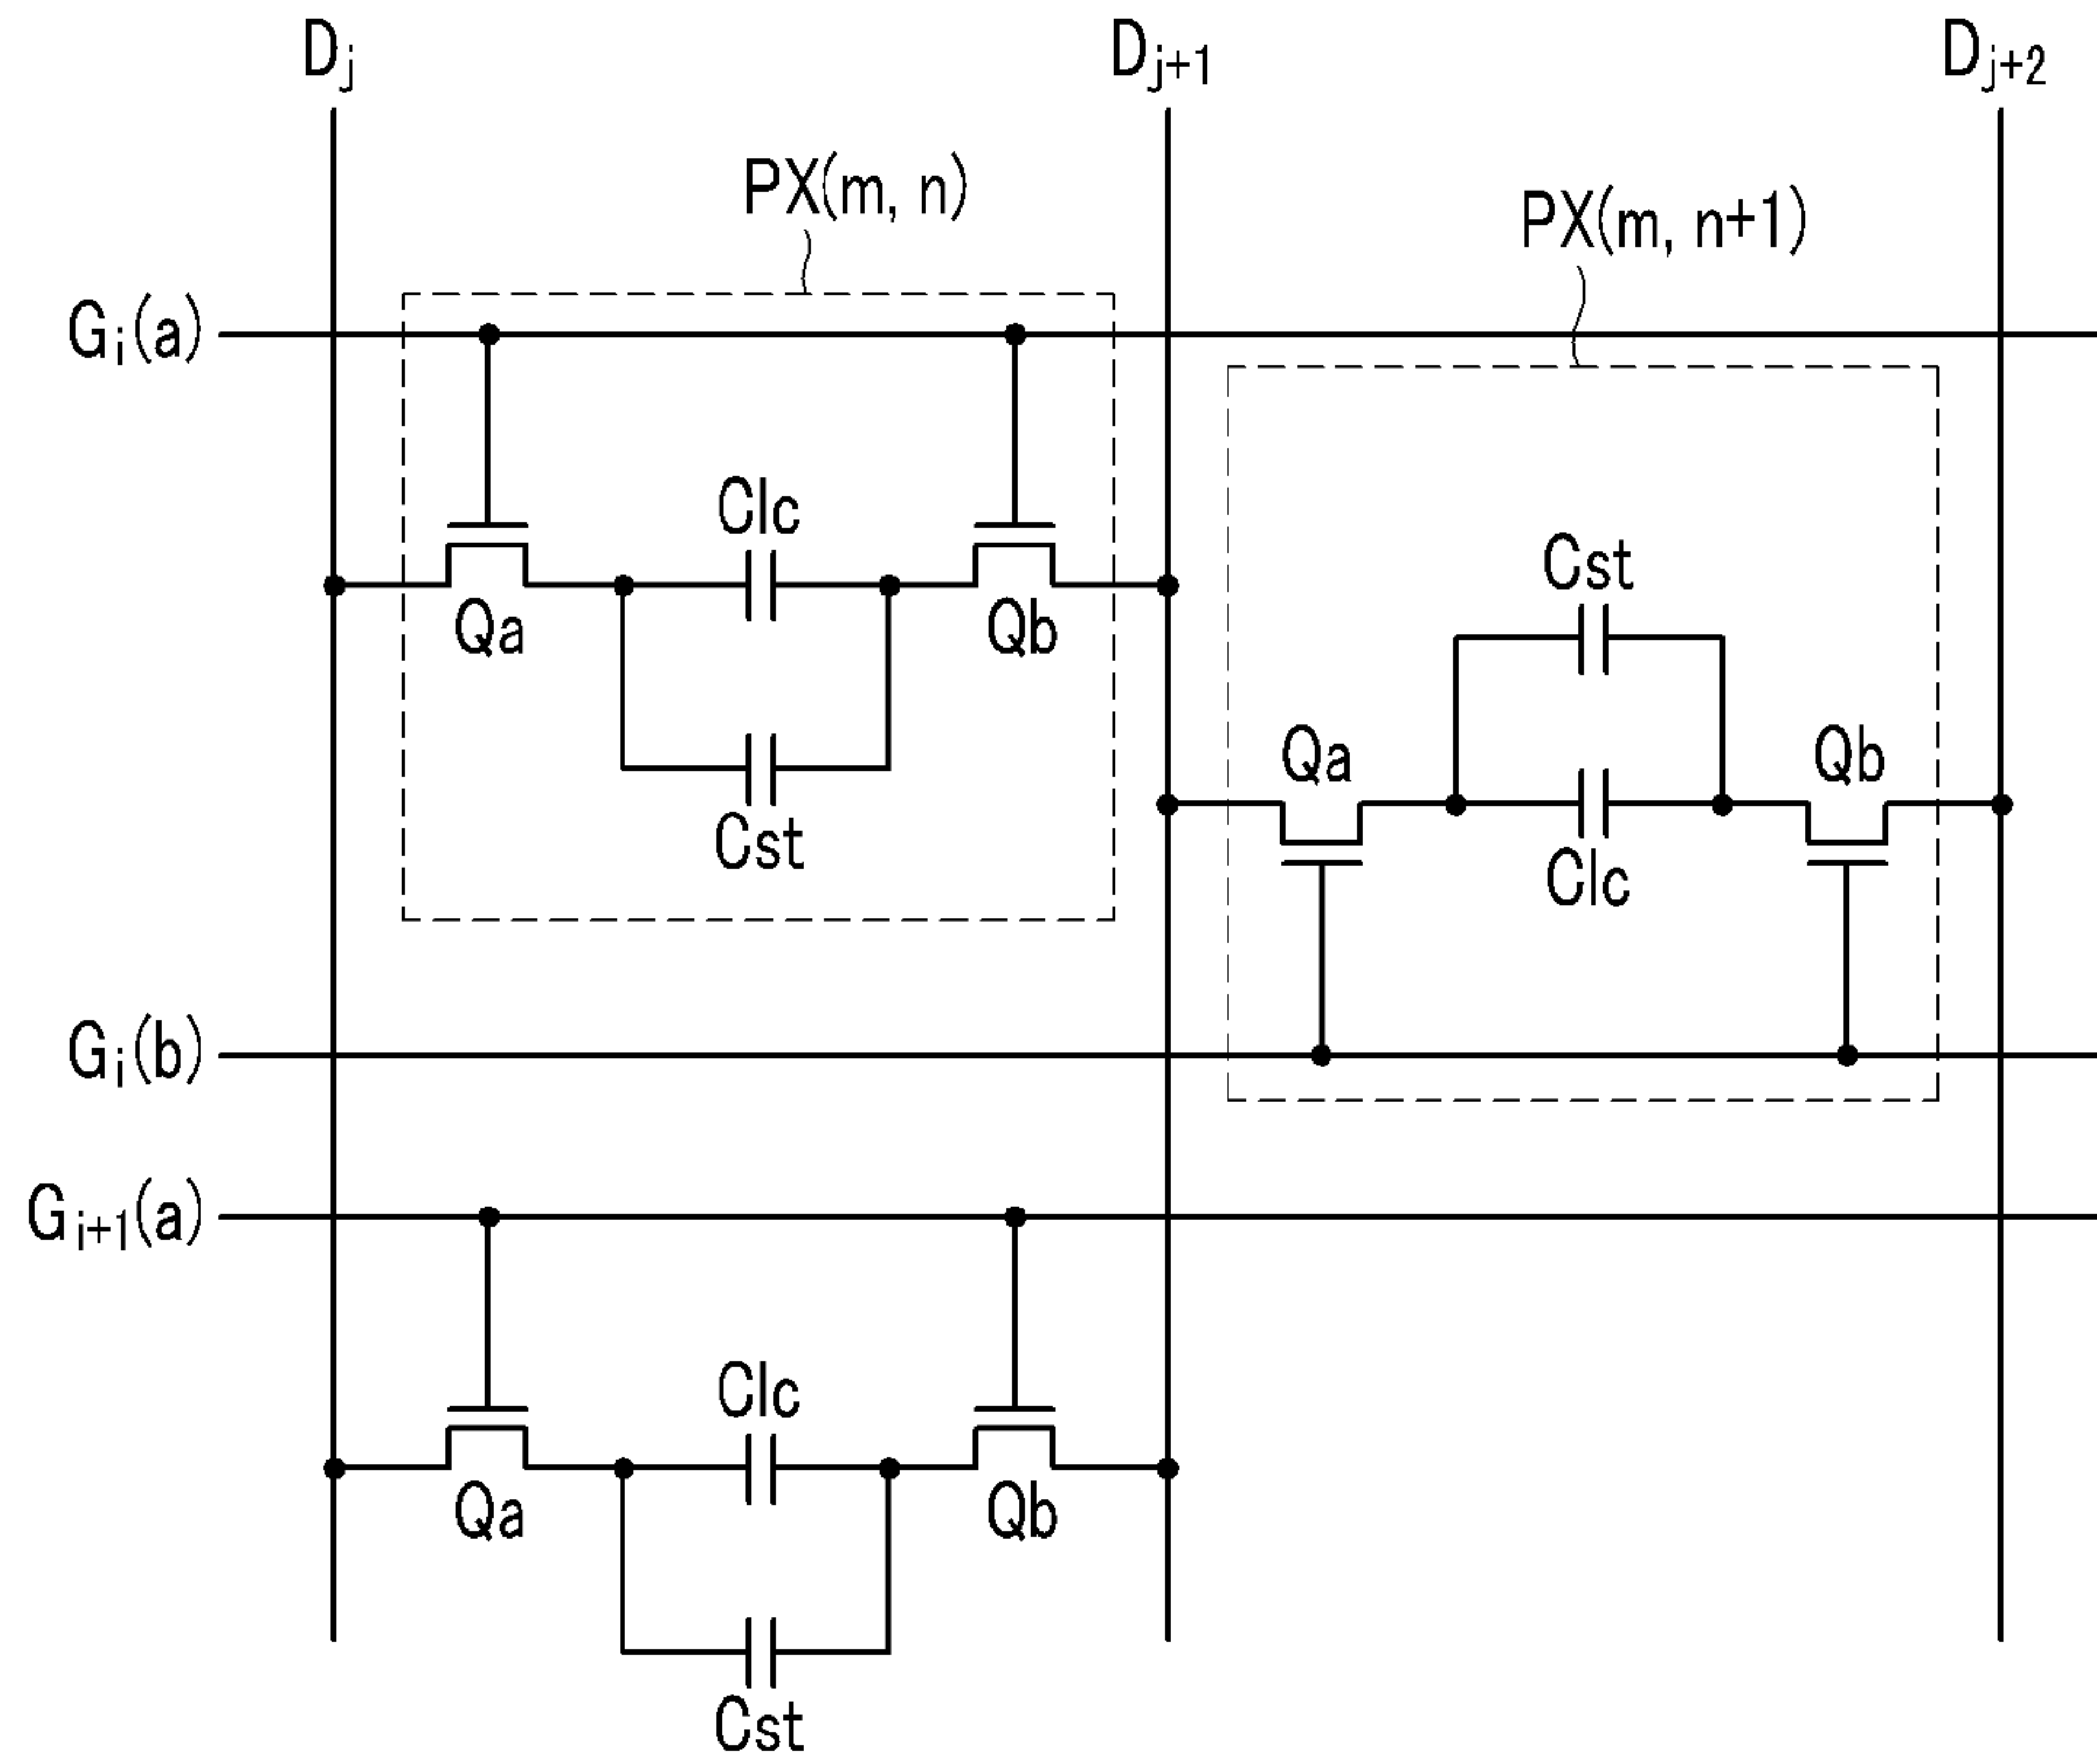 Dj
Dj+1
Dj+2
PX(m, n)
PX(m, n+1)
Gi(a)
Clc
Qa
Qb
Cst
Cst
Qa
Qb
Clc
Gi(b)
Gi+1(a)
Clc
Qa
Qb
Cst